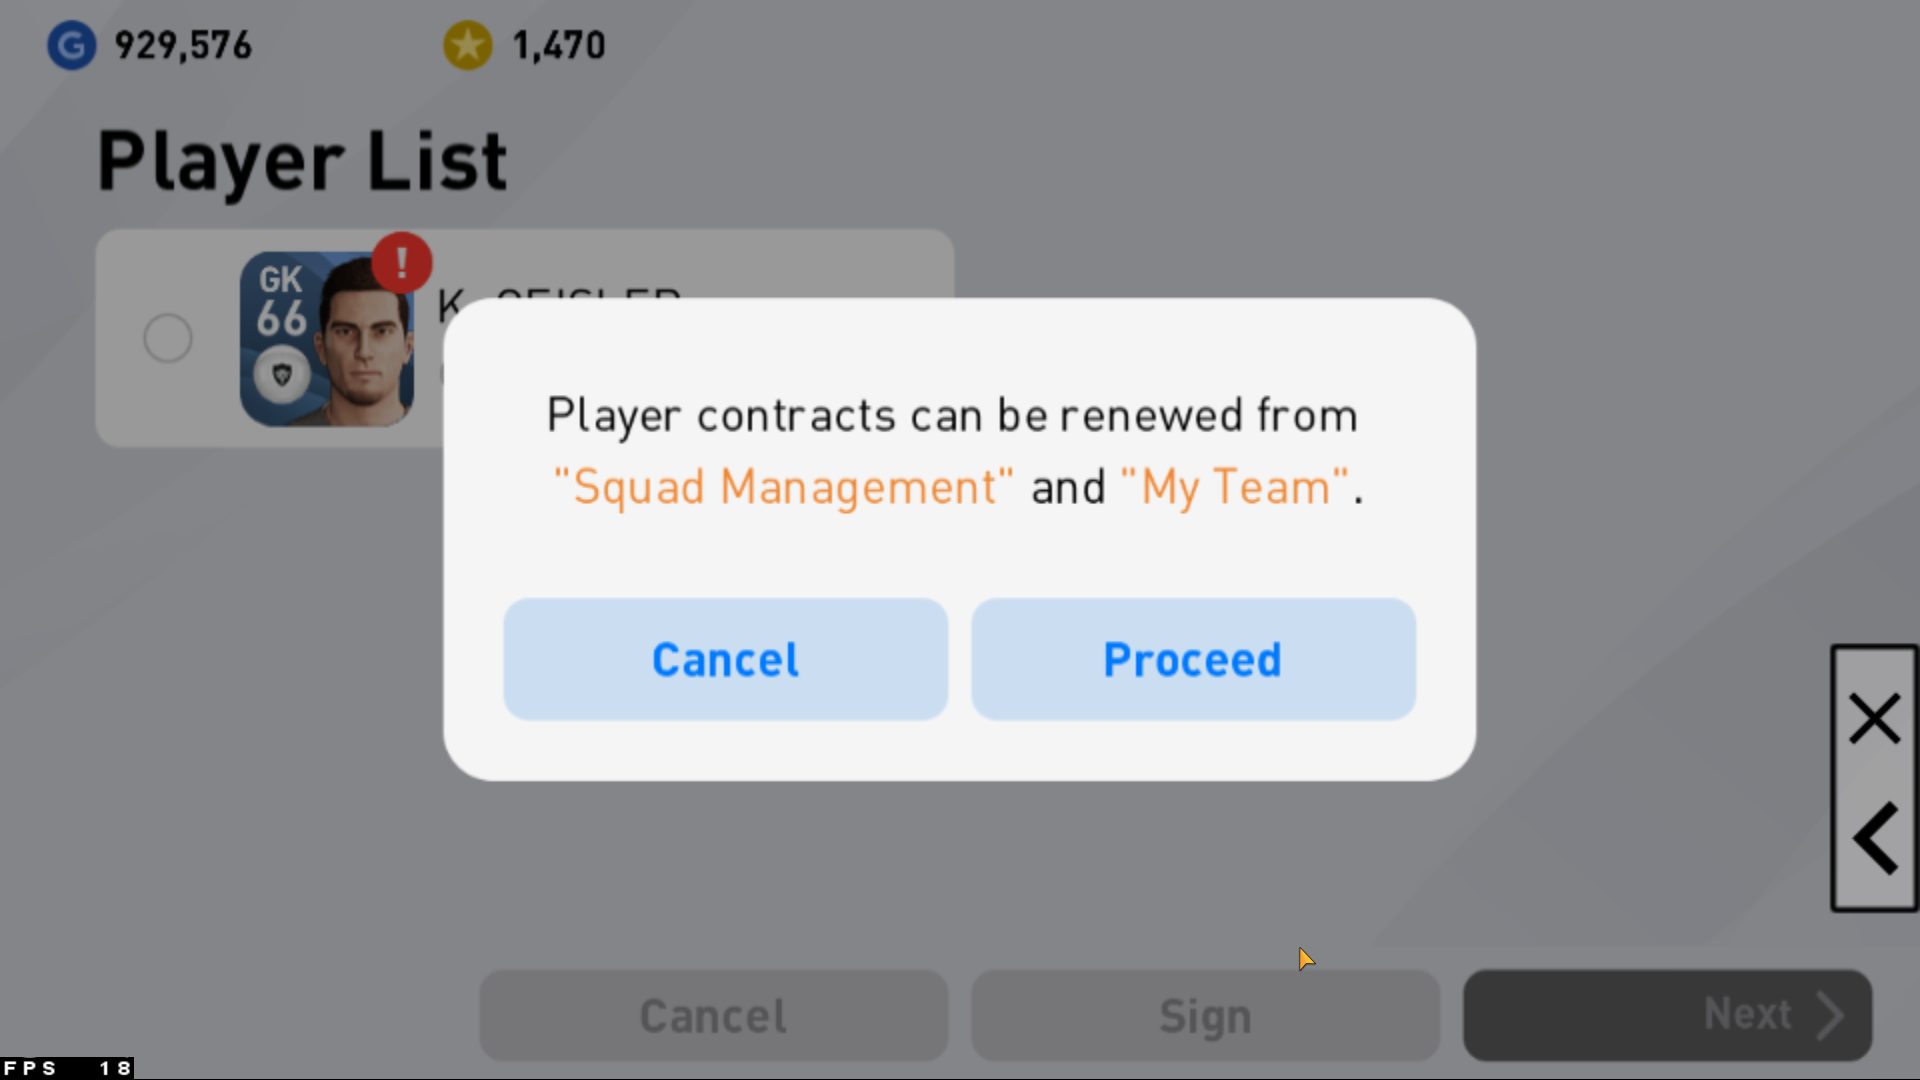 G 929,576 1,470
Player List
GK
66
K. GEISLER
Player contracts can be renewed from
"Squad Management" and "My Team".
Cancel Proceed
Cancel Sign Next
FPS 18